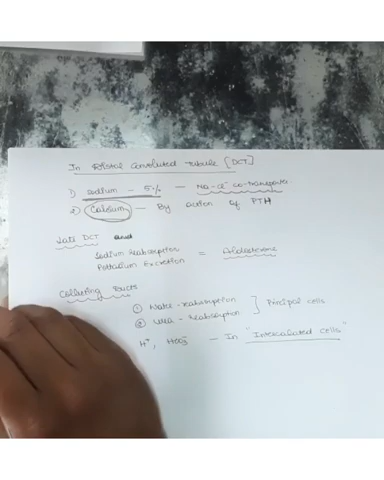 In Distal Convoluted tubule [DCT]
1) Sodium - 5% - Na-Cl⁻ co-transporter
2) Calcium - By action of PTH
Late DCT
Sodium Reabsorption
Potassium Excretion = Aldosterone
Collecting Ducts
① Water-reabsorption
② Urea - Reabsorption ] Principal cells
H⁺, HCO₃⁻ - In "Intercalated cells"